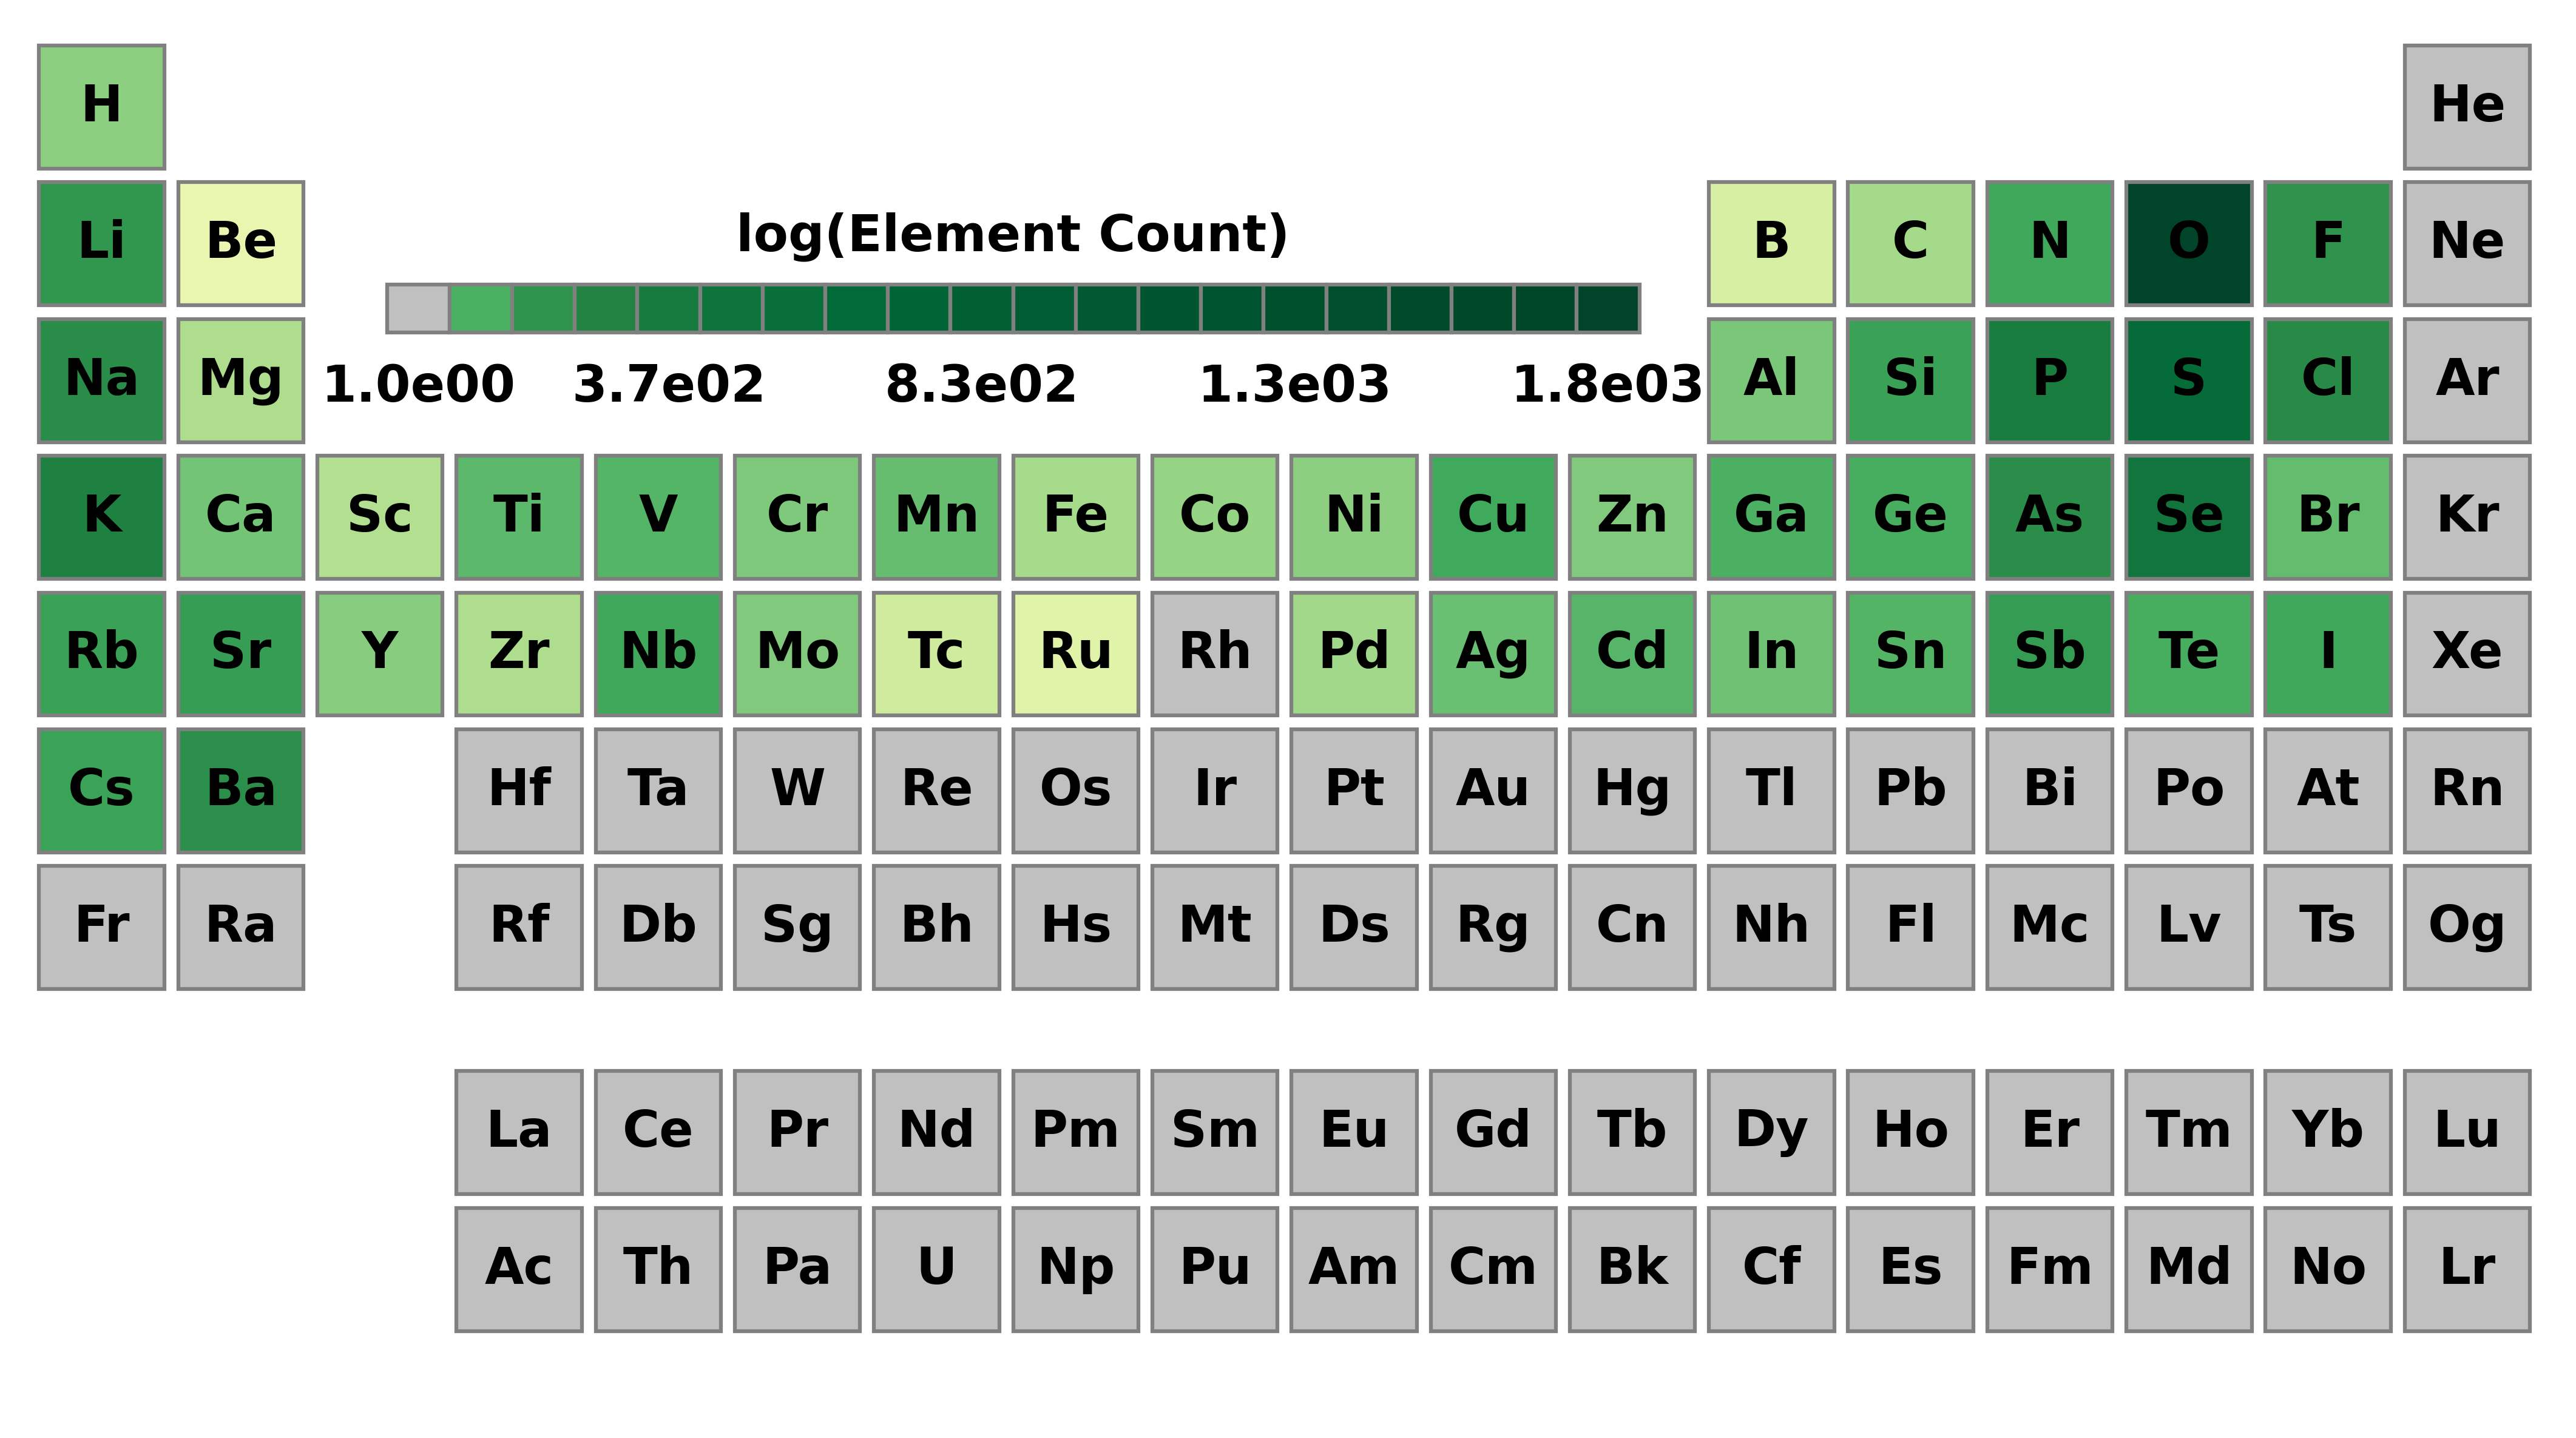 H He
Li Be B C N O F Ne
log(Element Count)
Na Mg Al Si P S Cl Ar
1.0e00 3.7e02 8.3e02 1.3e03 1.8e03
K Ca Sc Ti V Cr Mn Fe Co Ni Cu Zn Ga Ge As Se Br Kr
Rb Sr Y Zr Nb Mo Tc Ru Rh Pd Ag Cd In Sn Sb Te I Xe
Cs Ba Hf Ta W Re Os Ir Pt Au Hg Tl Pb Bi Po At Rn
Fr Ra Rf Db Sg Bh Hs Mt Ds Rg Cn Nh Fl Mc Lv Ts Og
La Ce Pr Nd Pm Sm Eu Gd Tb Dy Ho Er Tm Yb Lu
Ac Th Pa U Np Pu Am Cm Bk Cf Es Fm Md No Lr